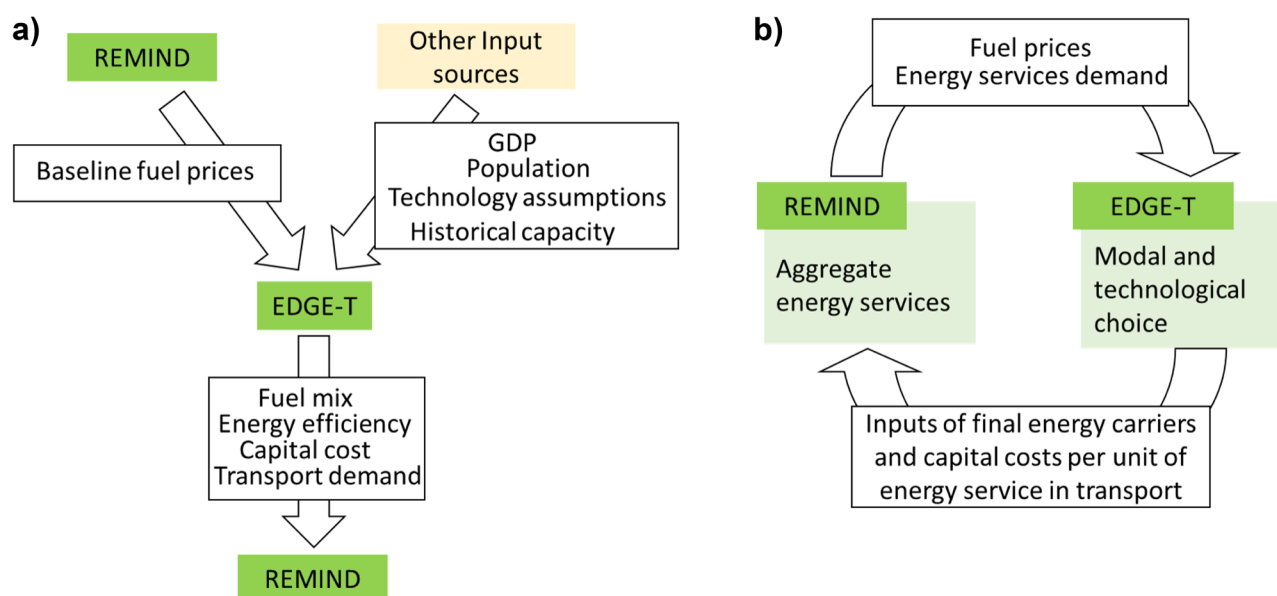 a)
REMIND
Other Input
sources
Baseline fuel prices
GDP
Population
Technology assumptions
Historical capacity
EDGE-T
Fuel mix
Energy efficiency
Capital cost
Transport demand
REMIND
b)
Fuel prices
Energy services demand
REMIND
Aggregate
energy services
EDGE-T
Modal and
technological
choice
Inputs of final energy carriers
and capital costs per unit of
energy service in transport